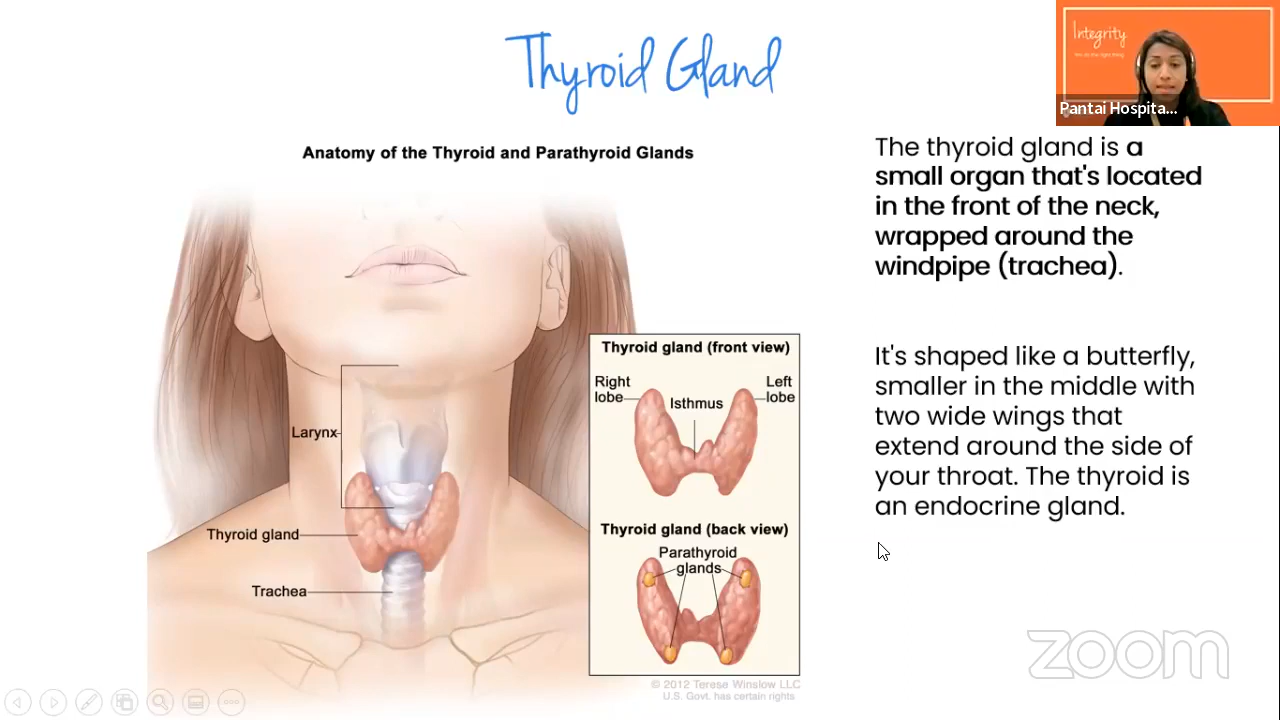 Thyroid Gland
Integrity
Pantai Hospita...
Anatomy of the Thyroid and Parathyroid Glands
The thyroid gland is a
small organ that's located
in the front of the neck,
wrapped around the
windpipe (trachea).
It's shaped like a butterfly,
smaller in the middle with
two wide wings that
extend around the side of
your throat. The thyroid is
an endocrine gland.
Larynx
Thyroid gland
Trachea
Thyroid gland (front view)
Right
lobe
Isthmus
Left
lobe
Thyroid gland (back view)
Parathyroid
glands
© 2012 Terese Winslow LLC
U.S. Govt. has certain rights
zoom